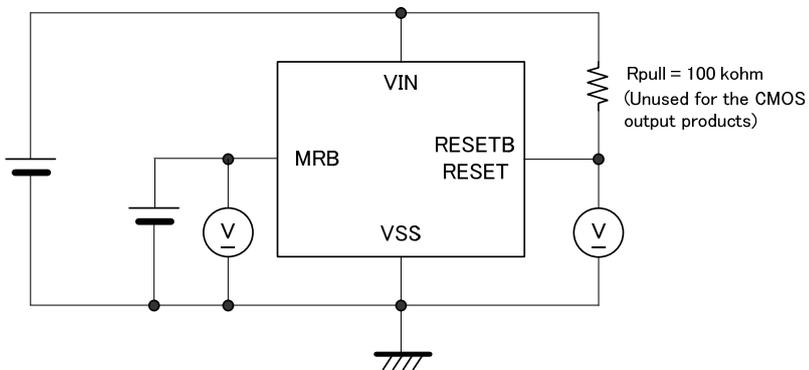 VIN
Rpull = 100 kohm
(Unused for the CMOS
output products)
MRB
RESETB
RESET
V
VSS
V